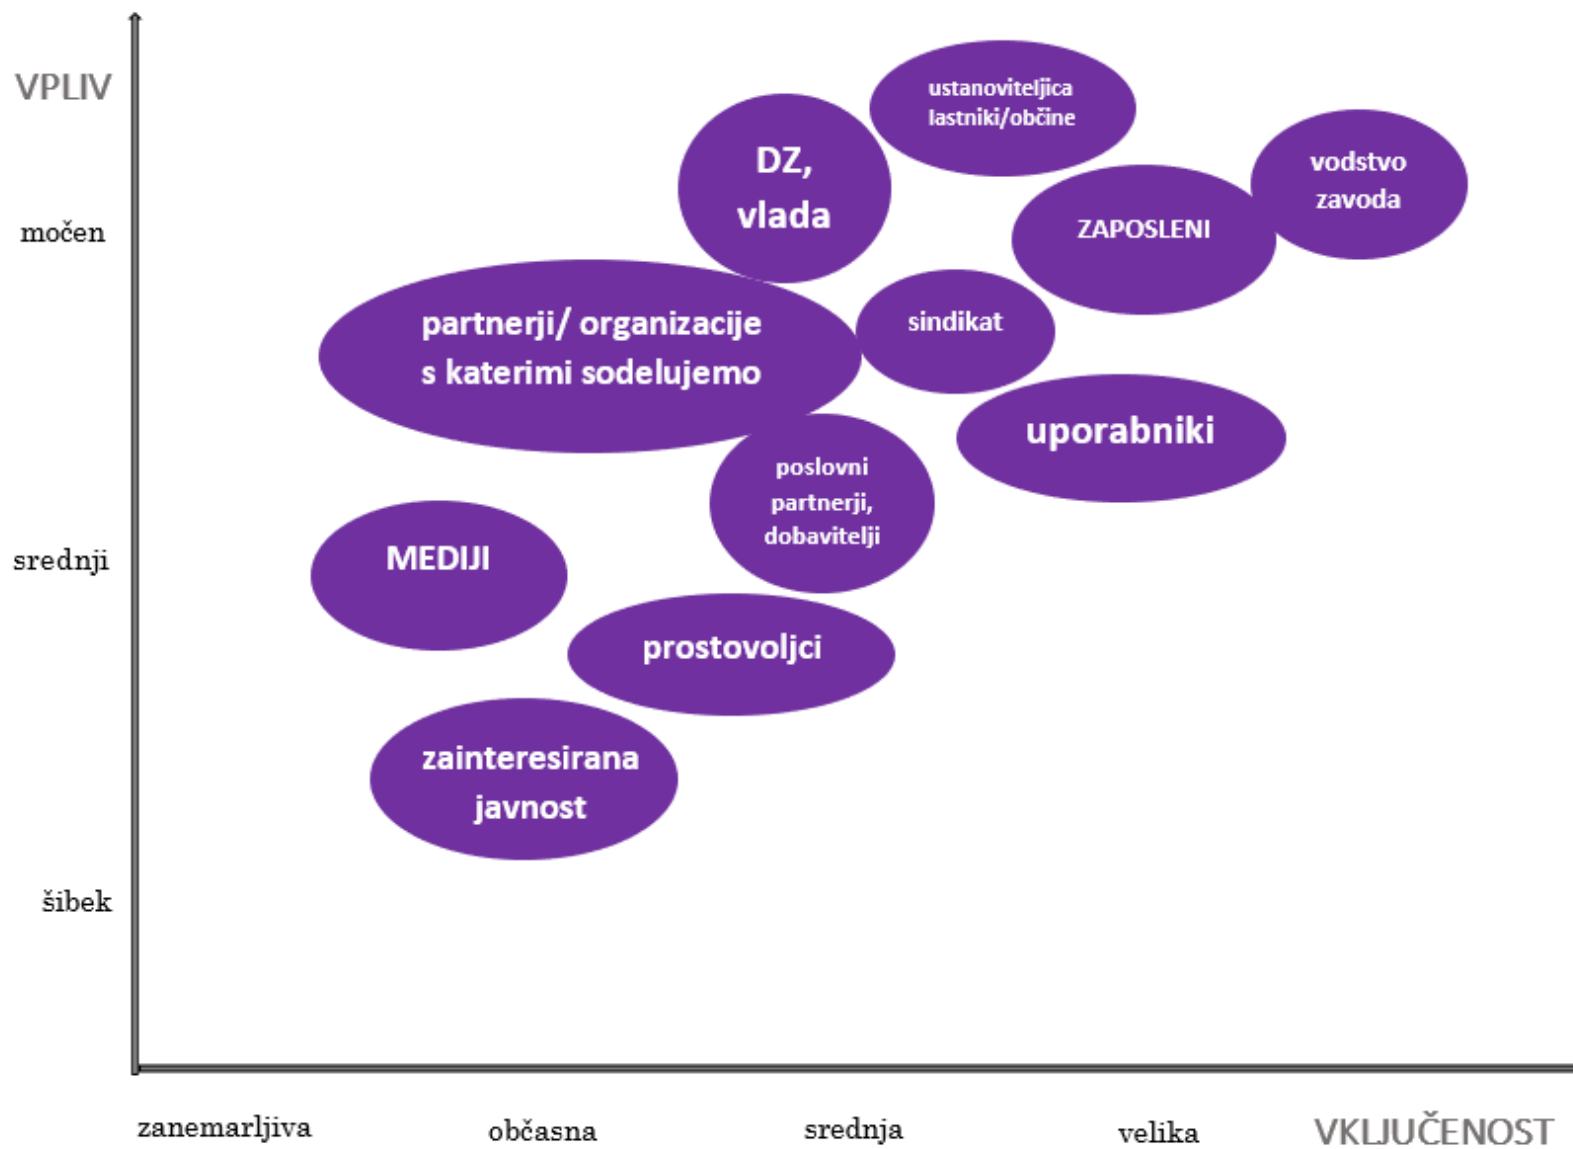 VPLIV
ustanoviteljica
lastniki/občine
DZ,
vlada
vodstvo
zavoda
močen
ZAPOSLENI
partnerji/ organizacije
s katerimi sodelujemo
sindikat
uporabniki
poslovni
partnerji,
dobavitelji
srednji
MEDIJI
prostovoljci
zainteresirana
javnost
šibek
zanemarljiva
občasna
srednja
velika
VKLJUČENOST